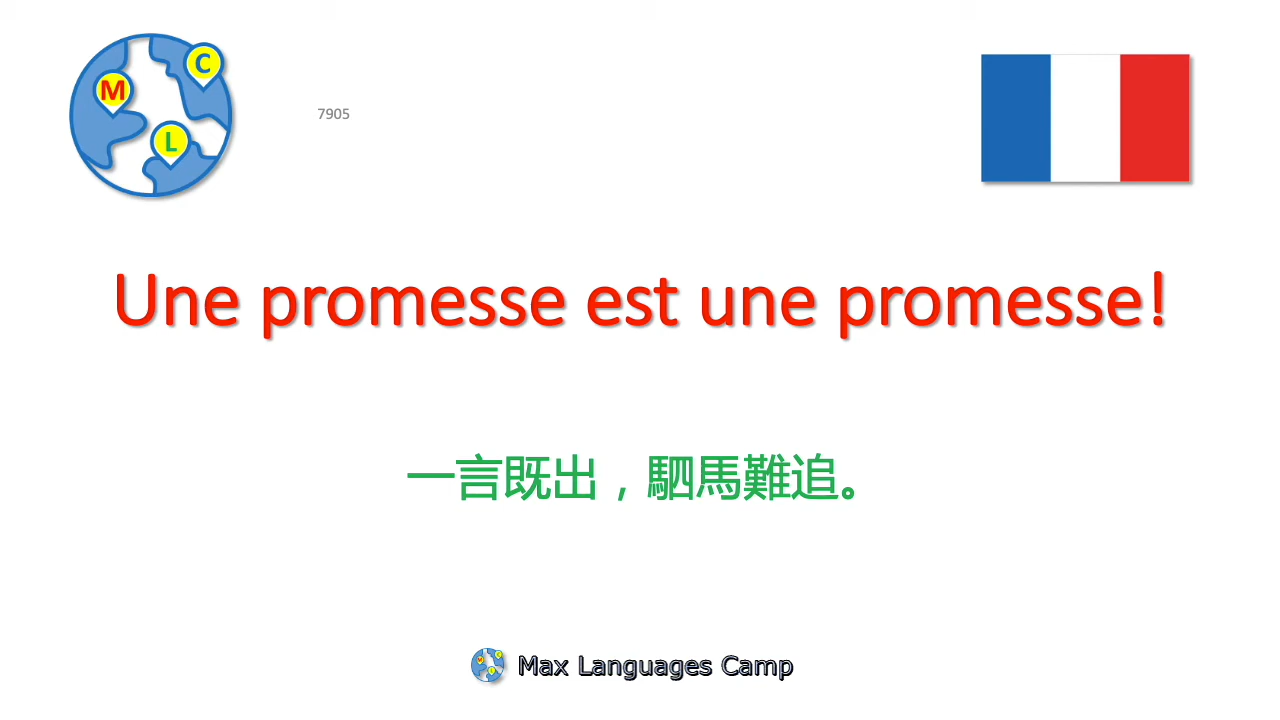 M
C
L
7905
Une promesse est une promesse!
一言既出，駟馬難追。
Max Languages Camp